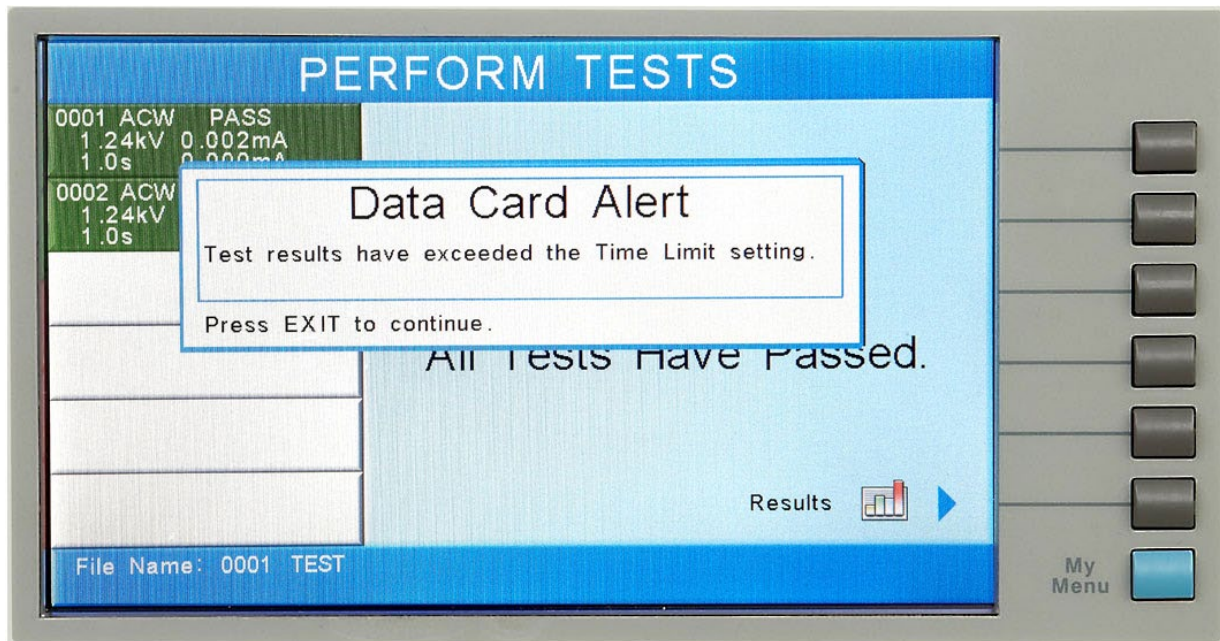 PERFORM TESTS
0001 ACW PASS
1.24kV 0.002mA
1.0s 0.000mA
0002 ACW
1.24kV
1.0s
Data Card Alert
Test results have exceeded the Time Limit setting.
Press EXIT to continue.
All Tests Have Passed.
Results
File Name: 0001 TEST
My
Menu